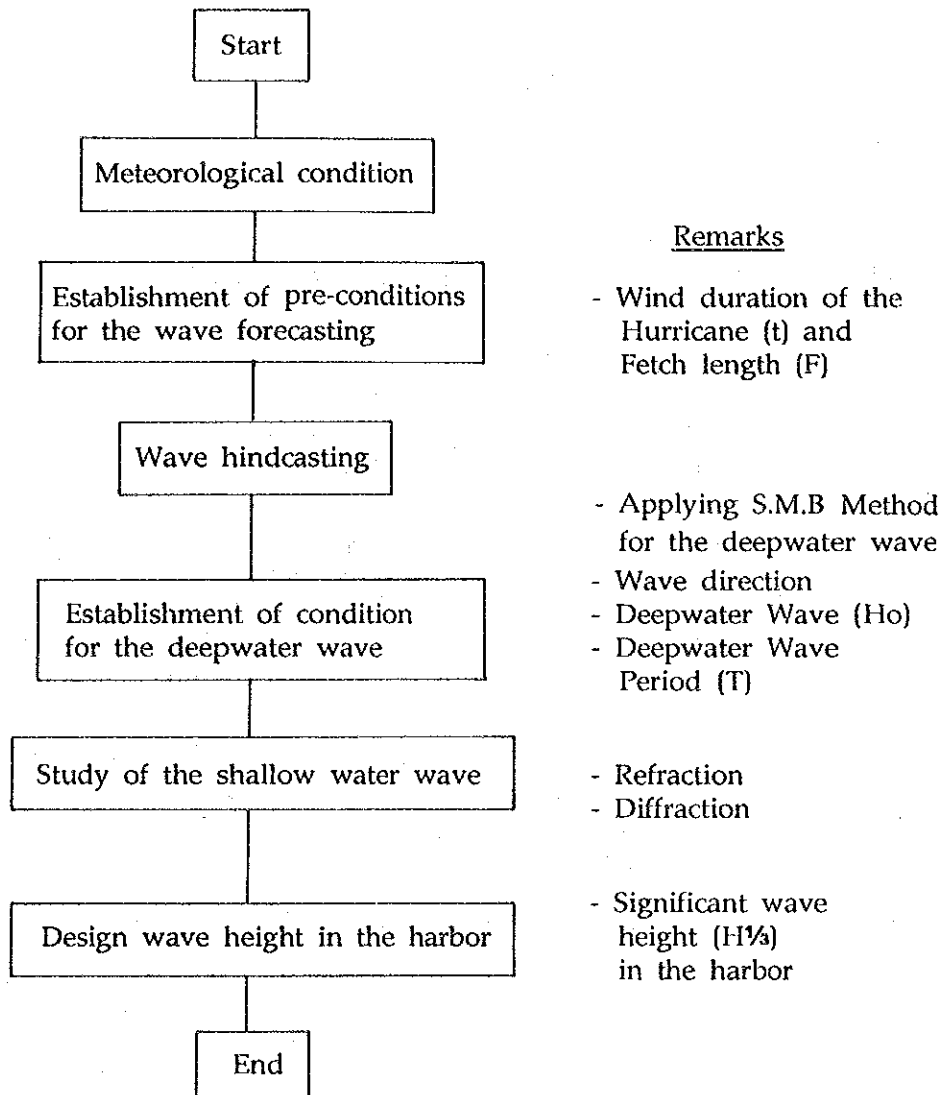 Start
Meteorological condition
Remarks
Establishment of pre-conditions
for the wave forecasting
- Wind duration of the
Hurricane (t) and
Fetch length (F)
Wave hindcasting
- Applying S.M.B Method
for the deepwater wave
- Wave direction
- Deepwater Wave (Ho)
- Deepwater Wave
Period (T)
Establishment of condition
for the deepwater wave
Study of the shallow water wave
- Refraction
- Diffraction
Design wave height in the harbor
- Significant wave
height (H⅓)
in the harbor
End